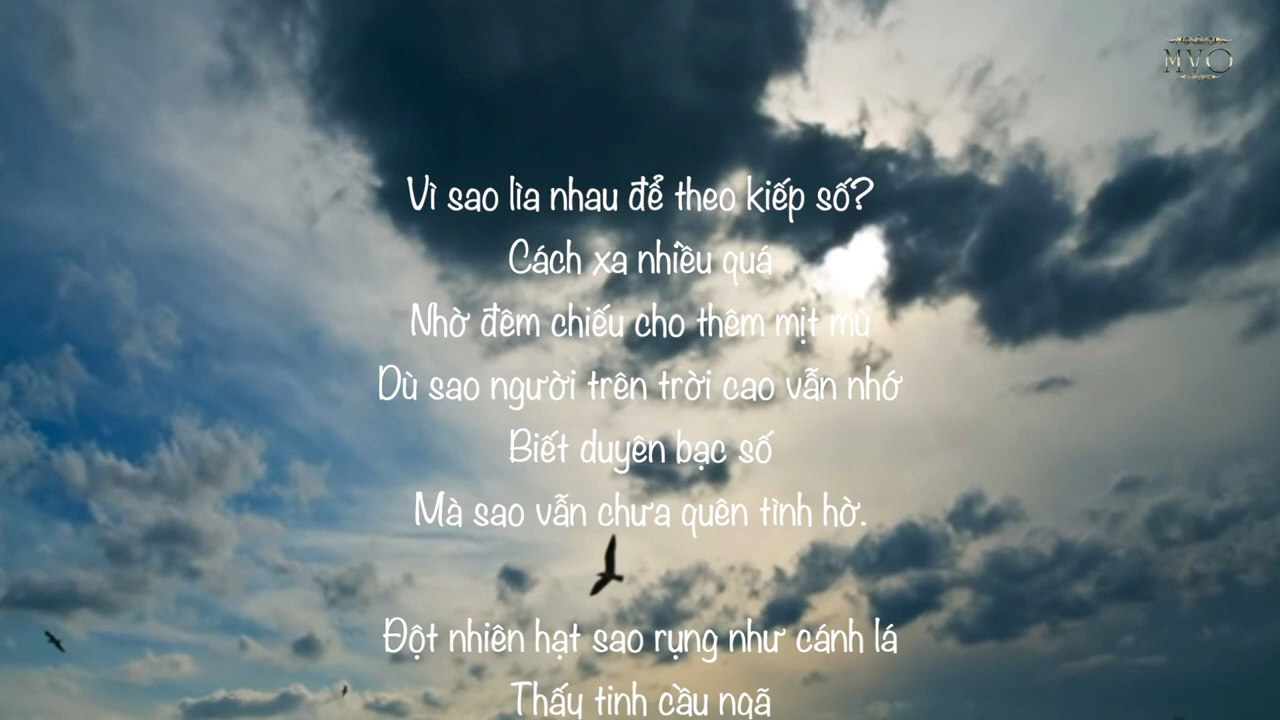 MVO
Vì sao lìa nhau để theo kiếp số?
Cách xa nhiều quá
Nhờ đêm chiếu cho thêm mịt mù
Dù sao người trên trời cao vẫn nhớ
Biết duyên bạc số
Mà sao vẫn chưa quên tình hờ.
Đột nhiên hạt sao rụng như cánh lá
Thấy tinh cầu ngã